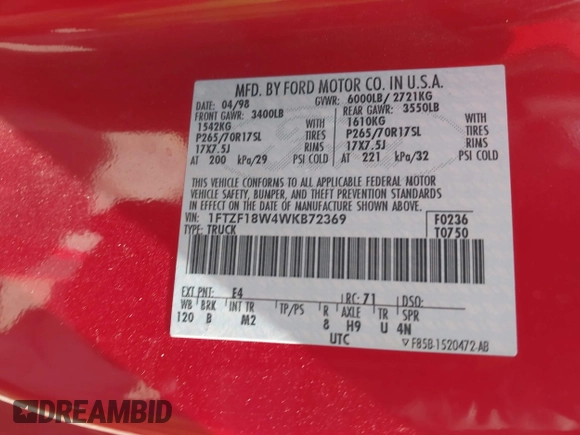 MFD. BY FORD MOTOR CO. IN U.S.A.
DATE: 04/98 GVWR: 6000LB/ 2721KG
FRONT GAWR: 3400LB REAR GAWR: 3550LB
1542KG WITH 1610KG WITH
P265/70R17SL TIRES P265/70R17SL TIRES
17X7.5J RIMS 17X7.5J RIMS
AT 200 kPa/29 PSI COLD AT 221 kPa/32 PSI COLD
THIS VEHICLE CONFORMS TO ALL APPLICABLE FEDERAL MOTOR
VEHICLE SAFETY, BUMPER, AND THEFT PREVENTION STANDARDS
IN EFFECT ON THE DATE OF MANUFACTURE SHOWN ABOVE.
VIN: 1FTZF18W4WKB72369 F0236
TYPE: TRUCK T0750
EXT PNT: E4 RC: 71 DSO:
WB BRK INT TR TP/PS R AXLE TR SPR
120 B M2 8 H9 U 4N
UTC ▽ F85B-1520472-AB
DREAMBID